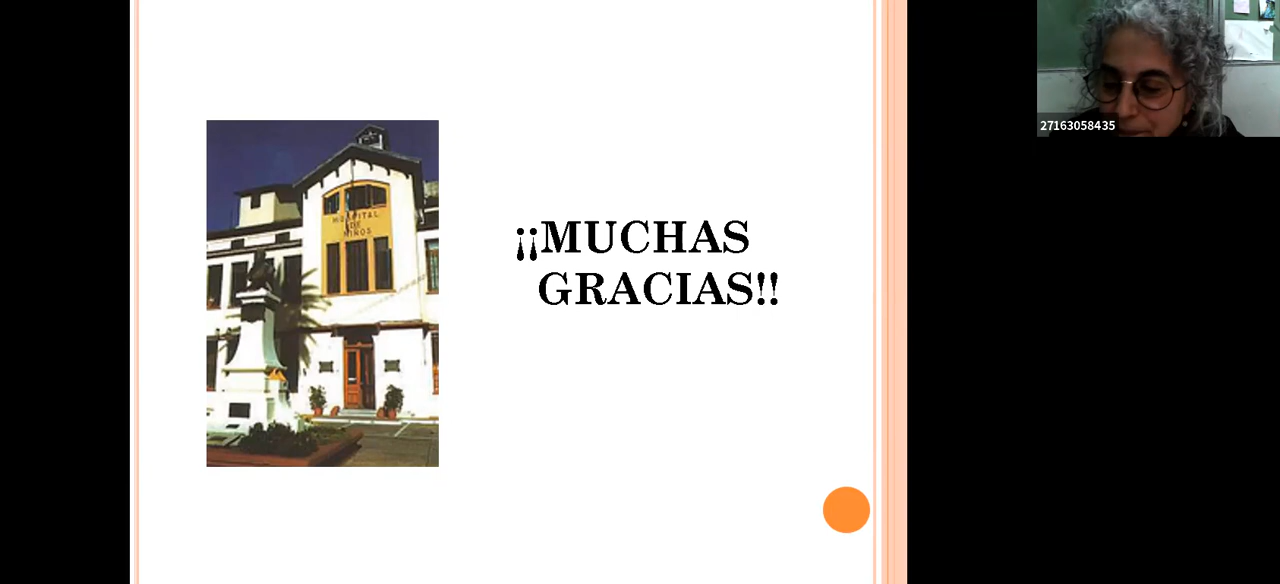 HOSPITAL
DE
NIÑOS
¡¡MUCHAS
GRACIAS!!
27163058435